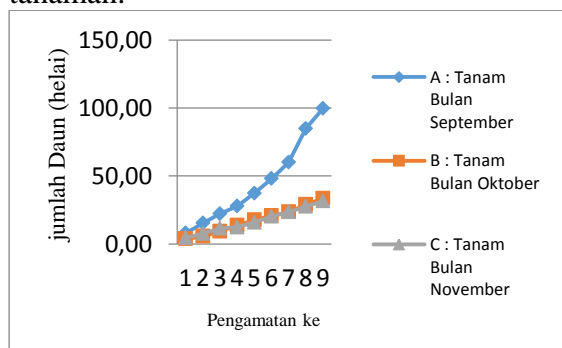 150,00
100,00
50,00
0,00
jumlah Daun (helai)
1 2 3 4 5 6 7 8 9
Pengamatan ke
A : Tanam
Bulan
September
B : Tanam
Bulan Oktober
C : Tanam
Bulan
November